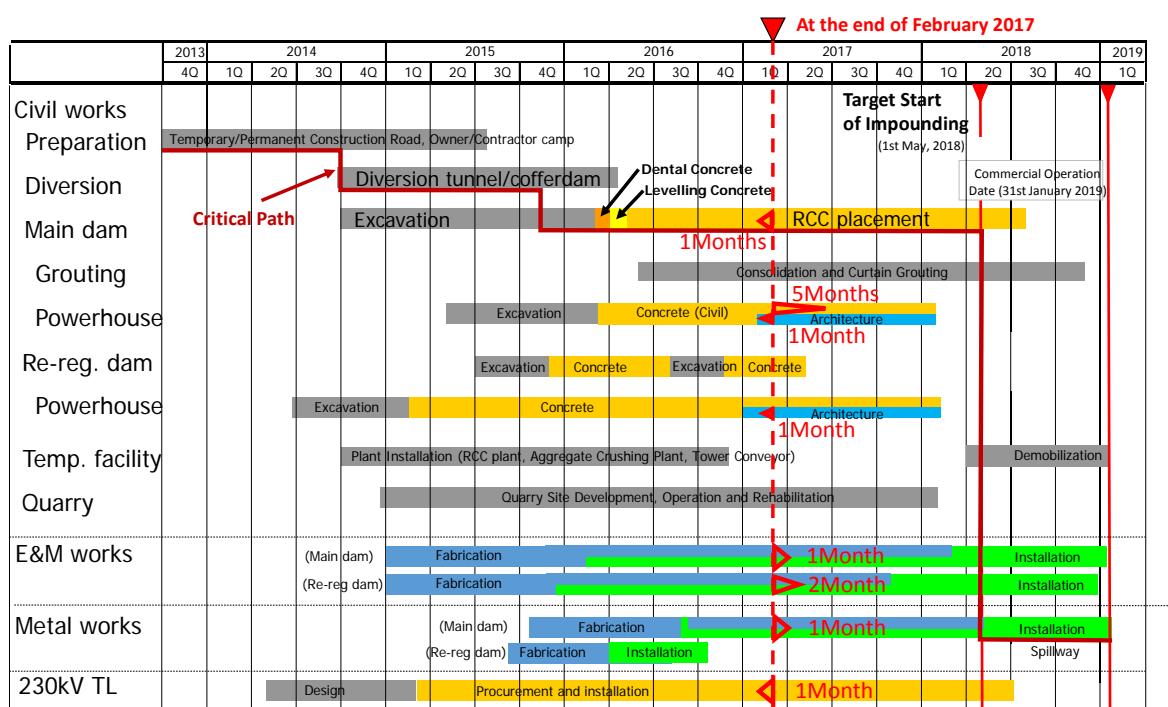 At the end of February 2017
2013 2014 2015 2016 2017 2018 2019
4Q 1Q 2Q 3Q 4Q 1Q 2Q 3Q 4Q 1Q 2Q 3Q 4Q 1Q 2Q 3Q 4Q 1Q 2Q 3Q 4Q 1Q
Target Start
of Impounding
(1st May, 2018)
Commercial Operation
Date (31st January 2019)
Civil works
Preparation
Temporary/Permanent Construction Road, Owner/Contractor camp
Diversion
Diversion tunnel/cofferdam
Dental Concrete
Levelling Concrete
Critical Path
Main dam
Excavation
RCC placement
1Months
Grouting
Consolidation and Curtain Grouting
5Months
Powerhouse
Excavation
Concrete (Civil)
Architecture
1Month
Re-reg. dam
Excavation
Concrete
Excavation
Concrete
Powerhouse
Excavation
Concrete
Architecture
1Month
Temp. facility
Plant Installation (RCC plant, Aggregate Crushing Plant, Tower Conveyor)
Demobilization
Quarry
Quarry Site Development, Operation and Rehabilitation
E&M works
(Main dam)
Fabrication
1Month
Installation
(Re-reg dam)
Fabrication
2Month
Installation
Metal works
(Main dam)
Fabrication
1Month
Installation
(Re-reg dam)
Fabrication
Installation
Spillway
230kV TL
Design
Procurement and installation
1Month